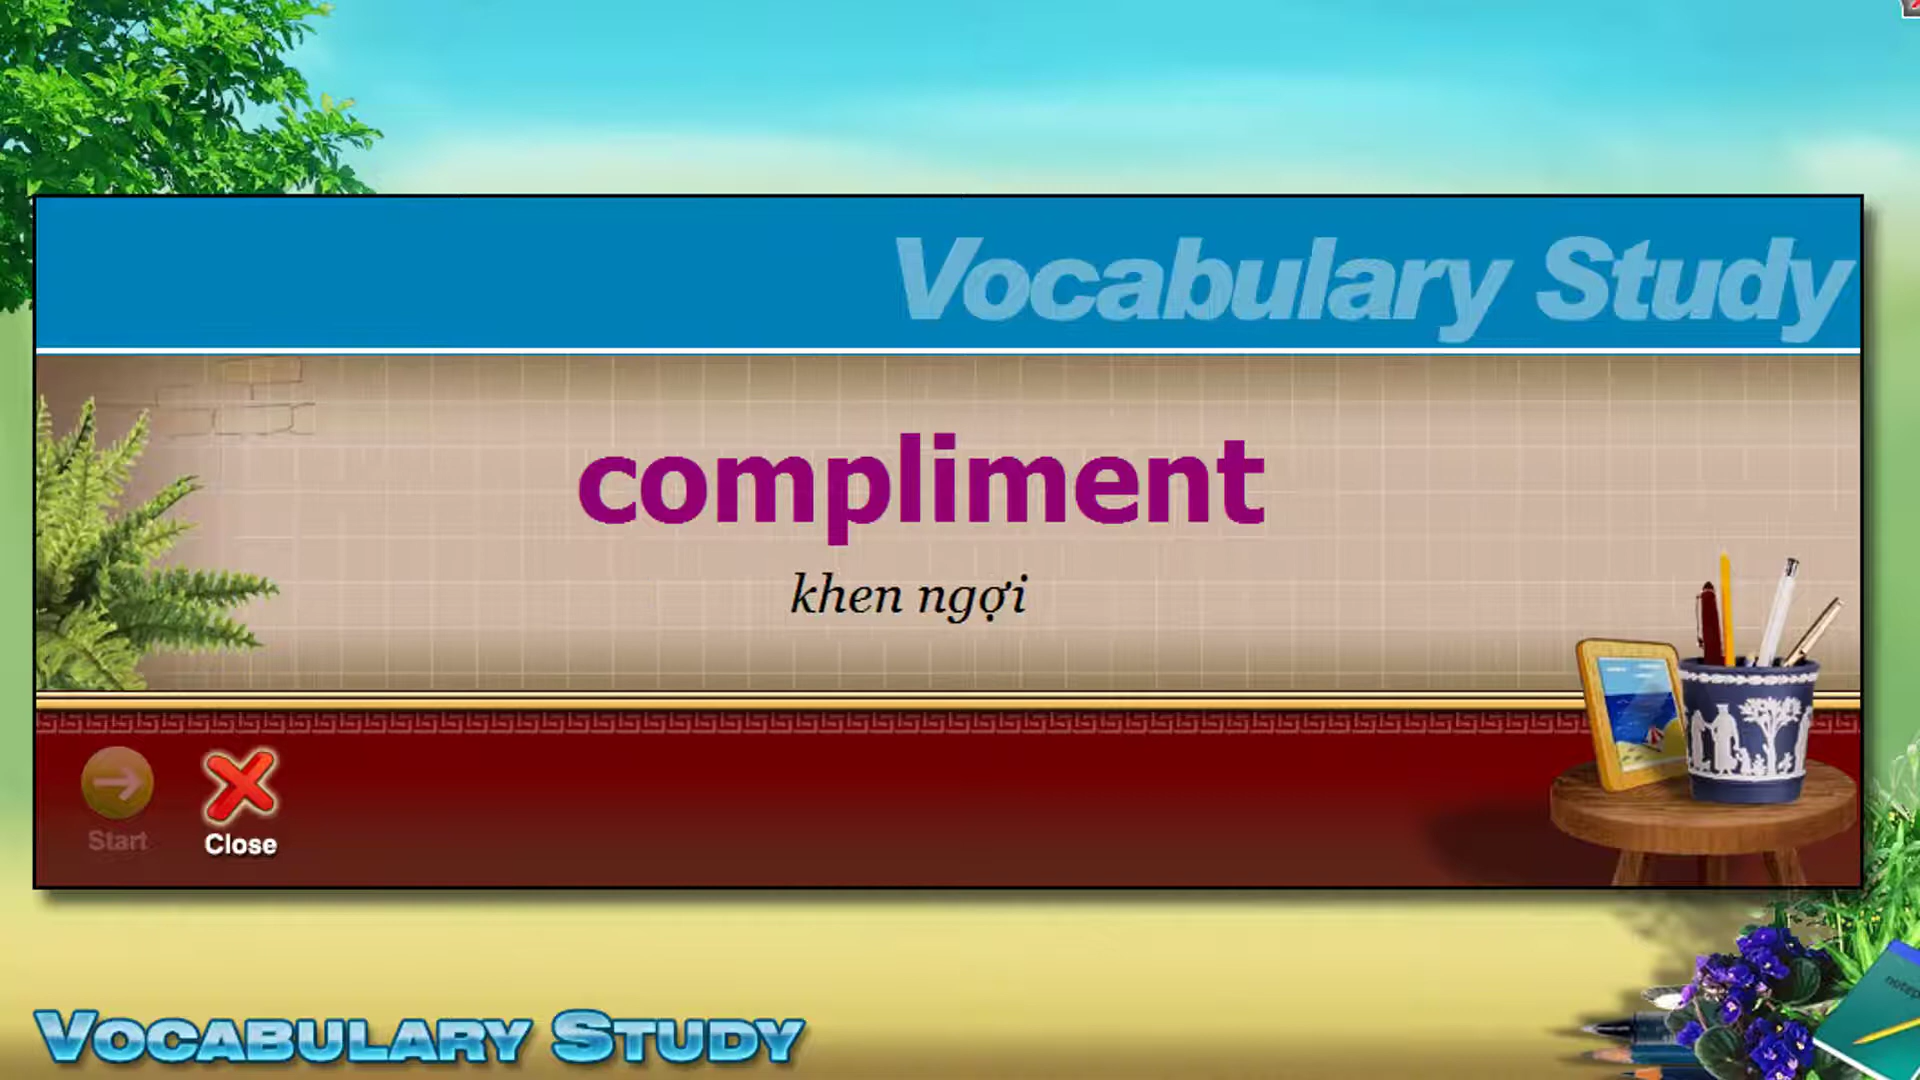 Vocabulary Study
compliment
khen ngợi
Start
Close
VOCABULARY STUDY